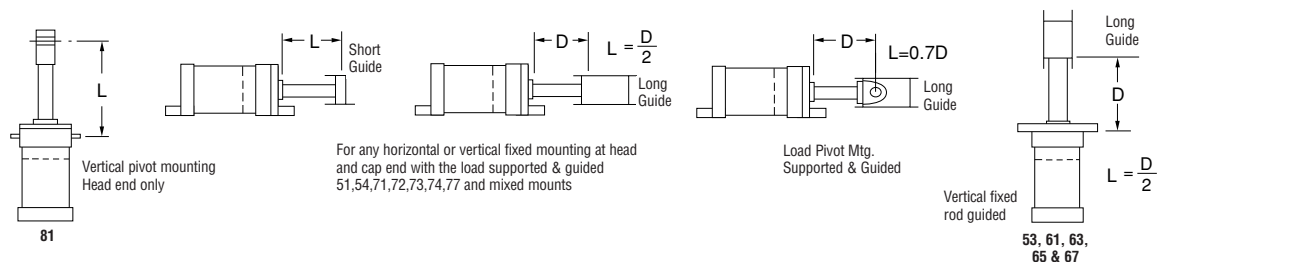 L
Vertical pivot mounting
Head end only
81
L
Short
Guide
D
L = D/2
Long
Guide
For any horizontal or vertical fixed mounting at head
and cap end with the load supported & guided
51,54,71,72,73,74,77 and mixed mounts
D
L=0.7D
Long
Guide
Load Pivot Mtg.
Supported & Guided
Long
Guide
D
L = D/2
Vertical fixed
rod guided
53, 61, 63,
65 & 67